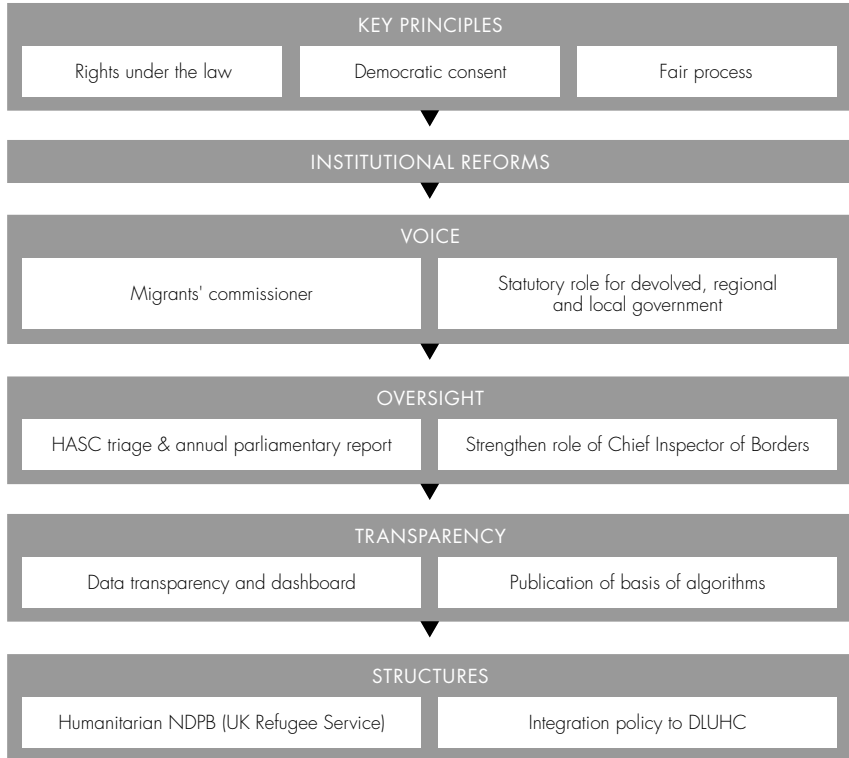 KEY PRINCIPLES
Rights under the law
Democratic consent
Fair process
INSTITUTIONAL REFORMS
VOICE
Migrants' commissioner
Statutory role for devolved, regional
and local government
OVERSIGHT
HASC triage & annual parliamentary report
Strengthen role of Chief Inspector of Borders
TRANSPARENCY
Data transparency and dashboard
Publication of basis of algorithms
STRUCTURES
Humanitarian NDPB (UK Refugee Service)
Integration policy to DLUHC